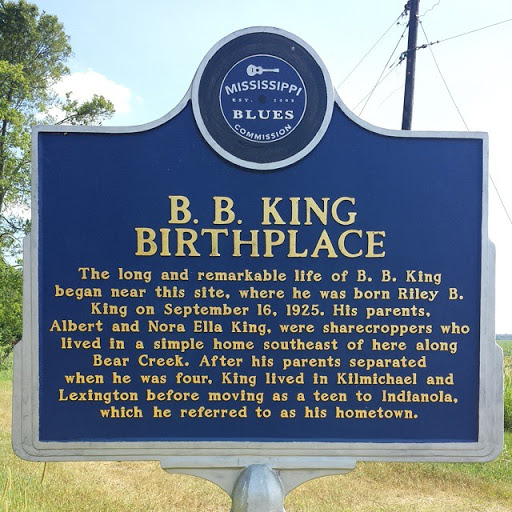 MISSISSIPPI
EST. 2003
BLUES
COMMISSION
B. B. KING
BIRTHPLACE
The long and remarkable life of B. B. King
began near this site, where he was born Riley B.
King on September 16, 1925. His parents,
Albert and Nora Ella King, were sharecroppers who
lived in a simple home southeast of here along
Bear Creek. After his parents separated
when he was four, King lived in Kilmichael and
Lexington before moving as a teen to Indianola,
which he referred to as his hometown.